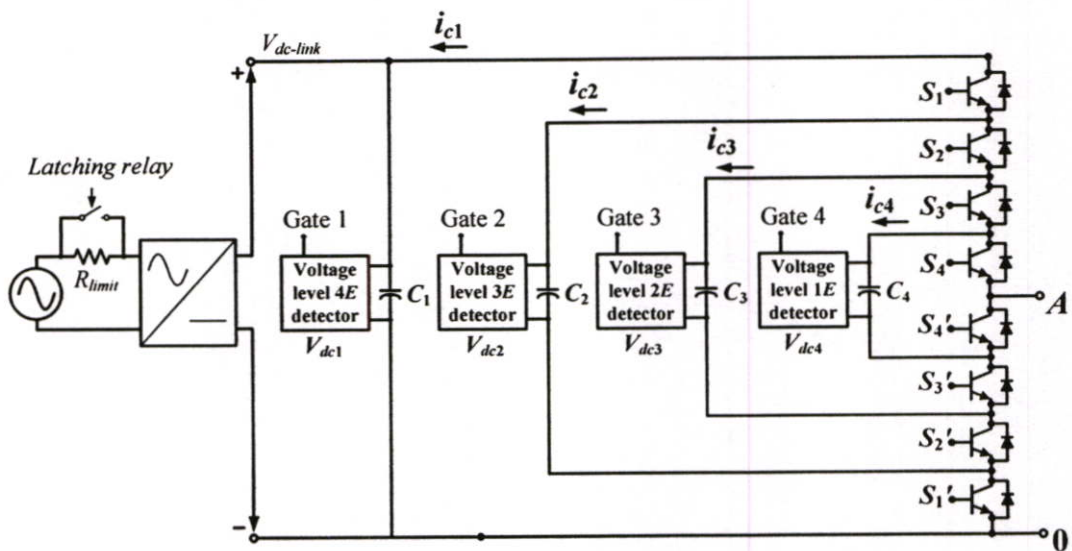 i_c1
V_dc-link
+
S_1
i_c2
S_2
i_c3
Latching relay
S_3
i_c4
Gate 1
Gate 2
Gate 3
Gate 4
S_4
R_limit
Voltage level 4E detector
C_1
Voltage level 3E detector
C_2
Voltage level 2E detector
C_3
Voltage level 1E detector
C_4
A
V_dc1
V_dc2
V_dc3
V_dc4
S_4'
S_3'
S_2'
S_1'
−
0